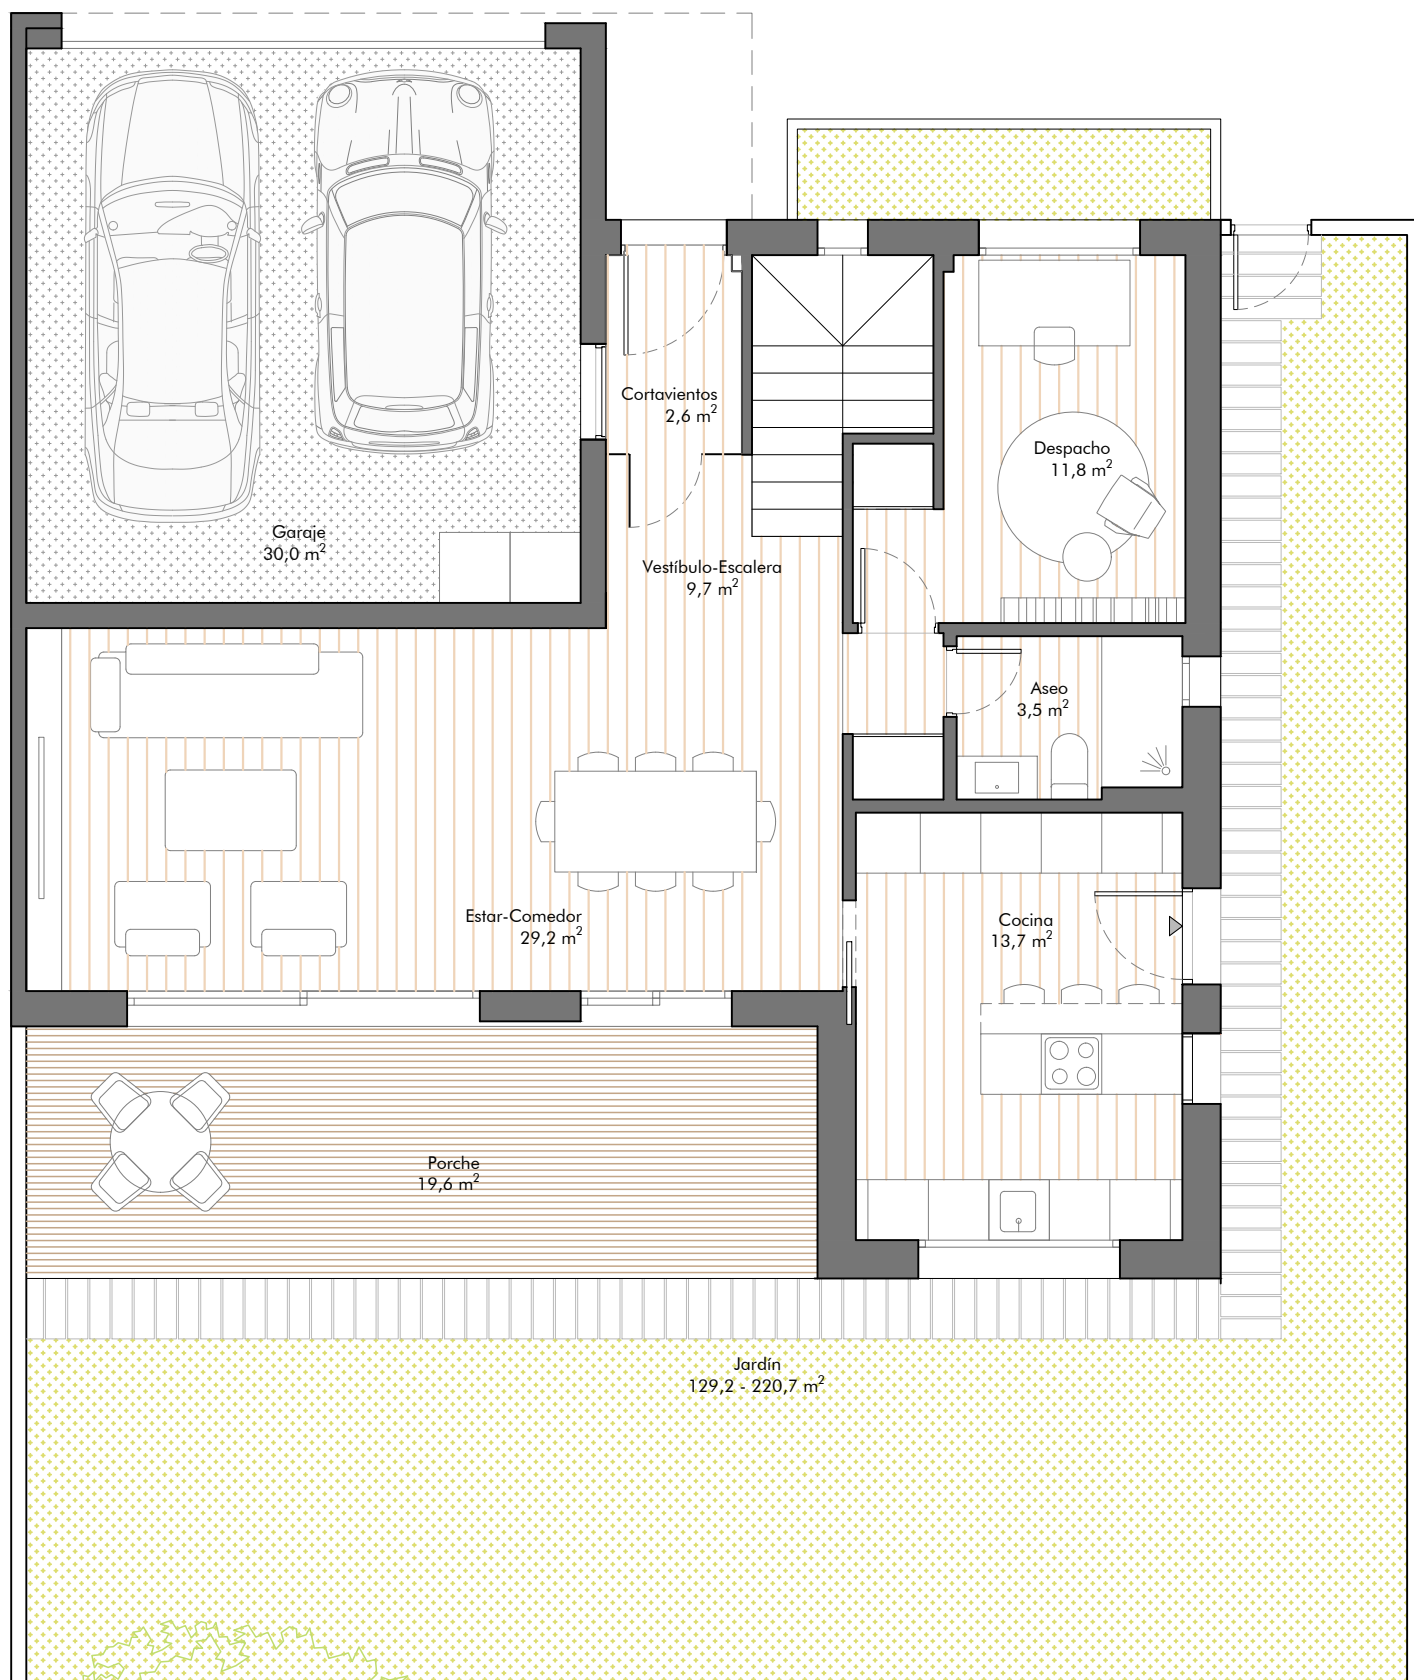 Cortavientos
2,6 m²
Despacho
11,8 m²
Garaje
30,0 m²
Vestíbulo-Escalera
9,7 m²
Aseo
3,5 m²
Estar-Comedor
29,2 m²
Cocina
13,7 m²
Porche
19,6 m²
Jardín
129,2 - 220,7 m²